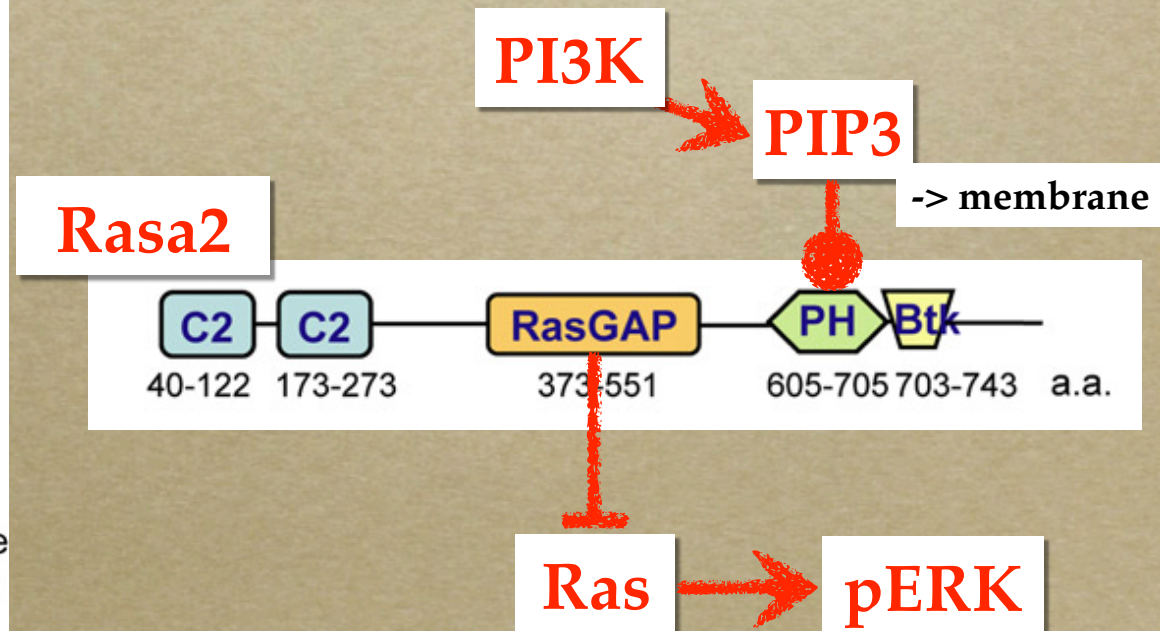 PI3K
PIP3
-> membrane
Rasa2
C2 C2 RasGAP PH Btk
40-122 173-273 373-551 605-705 703-743 a.a.
e
Ras pERK